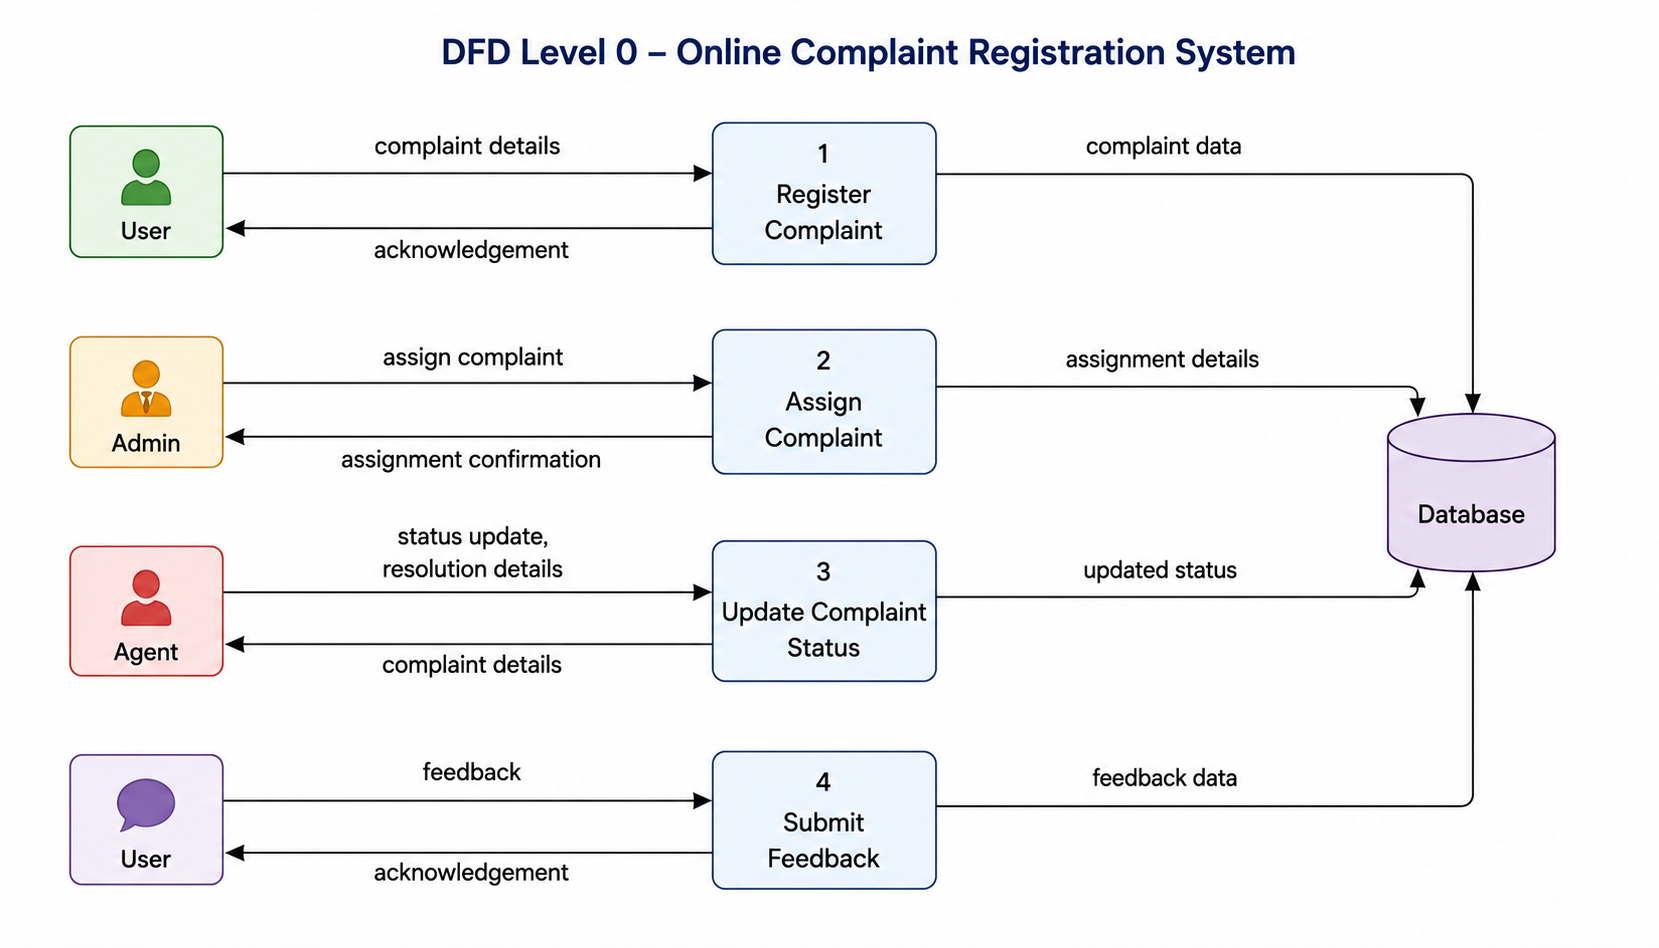 DFD Level 0 – Online Complaint Registration System
complaint details
1
Register
Complaint
complaint data
User
acknowledgement
assign complaint
2
Assign
Complaint
assignment details
Admin
assignment confirmation
status update,
resolution details
3
Update Complaint
Status
updated status
Agent
complaint details
Database
feedback
4
Submit
Feedback
feedback data
User
acknowledgement